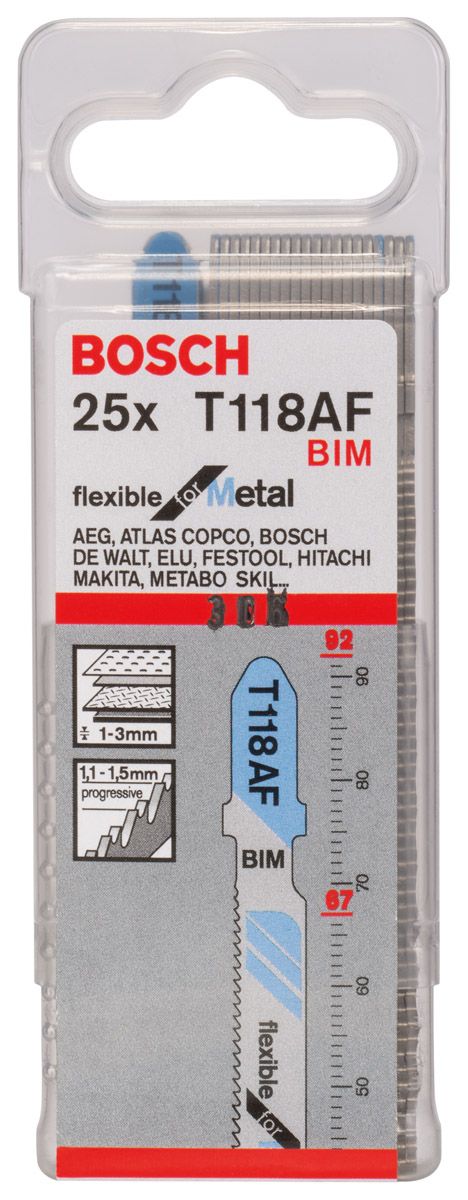 T118
BOSCH
25x T118AF
BIM
flexible for Metal
AEG, ATLAS COPCO, BOSCH
DE WALT, ELU, FESTOOL, HITACHI
MAKITA, METABO SKIL...
92
90
1-3mm
T118AF
1,1 - 1,5mm
progressive
80
BIM
70
67
60
flexible
for
50